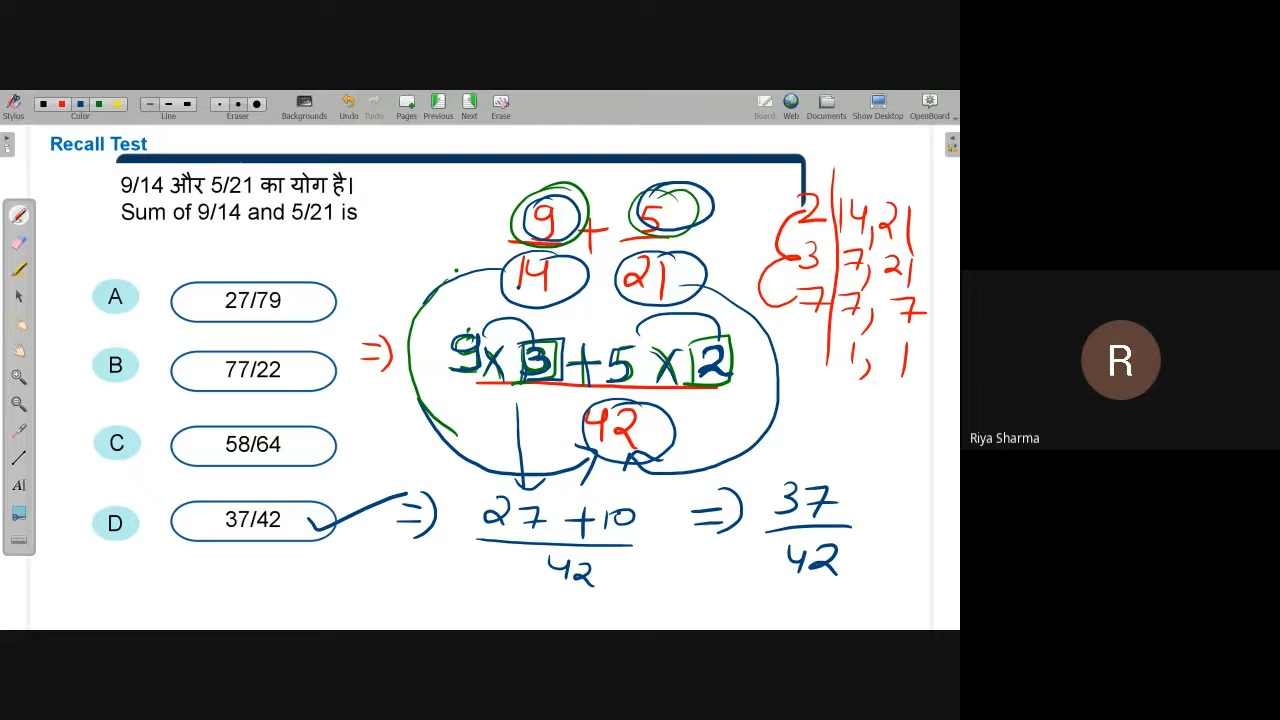 Stylus Color Line Eraser Backgrounds Undo Redo Pages Previous Next Erase Board Web Documents Show Desktop OpenBoard
Recall Test
9/14 और 5/21 का योग है।
Sum of 9/14 and 5/21 is
A 27/79
B 77/22
C 58/64
D 37/42
9 + 5
14 21
=) 9 x 3 + 5 x 2
42
=) 27 + 10 =) 37
42 42
2 14, 21
3 7, 21
7 7, 7
1, 1
R
Riya Sharma